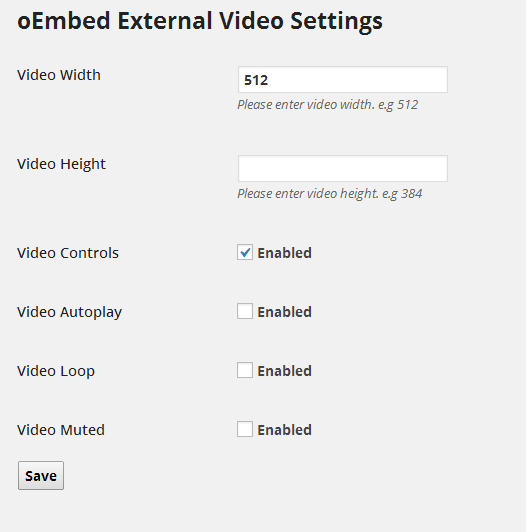 oEmbed External Video Settings
Video Width
512
Please enter video width. e.g 512
Video Height
Please enter video height. e.g 384
Video Controls Enabled
Video Autoplay Enabled
Video Loop Enabled
Video Muted Enabled
Save